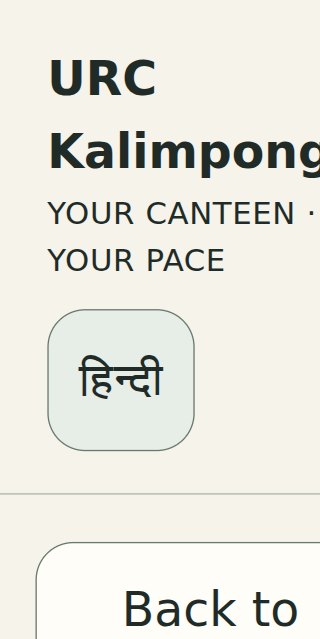 URC
Kalimpong
YOUR CANTEEN ·
YOUR PACE
हिन्दी
Back to